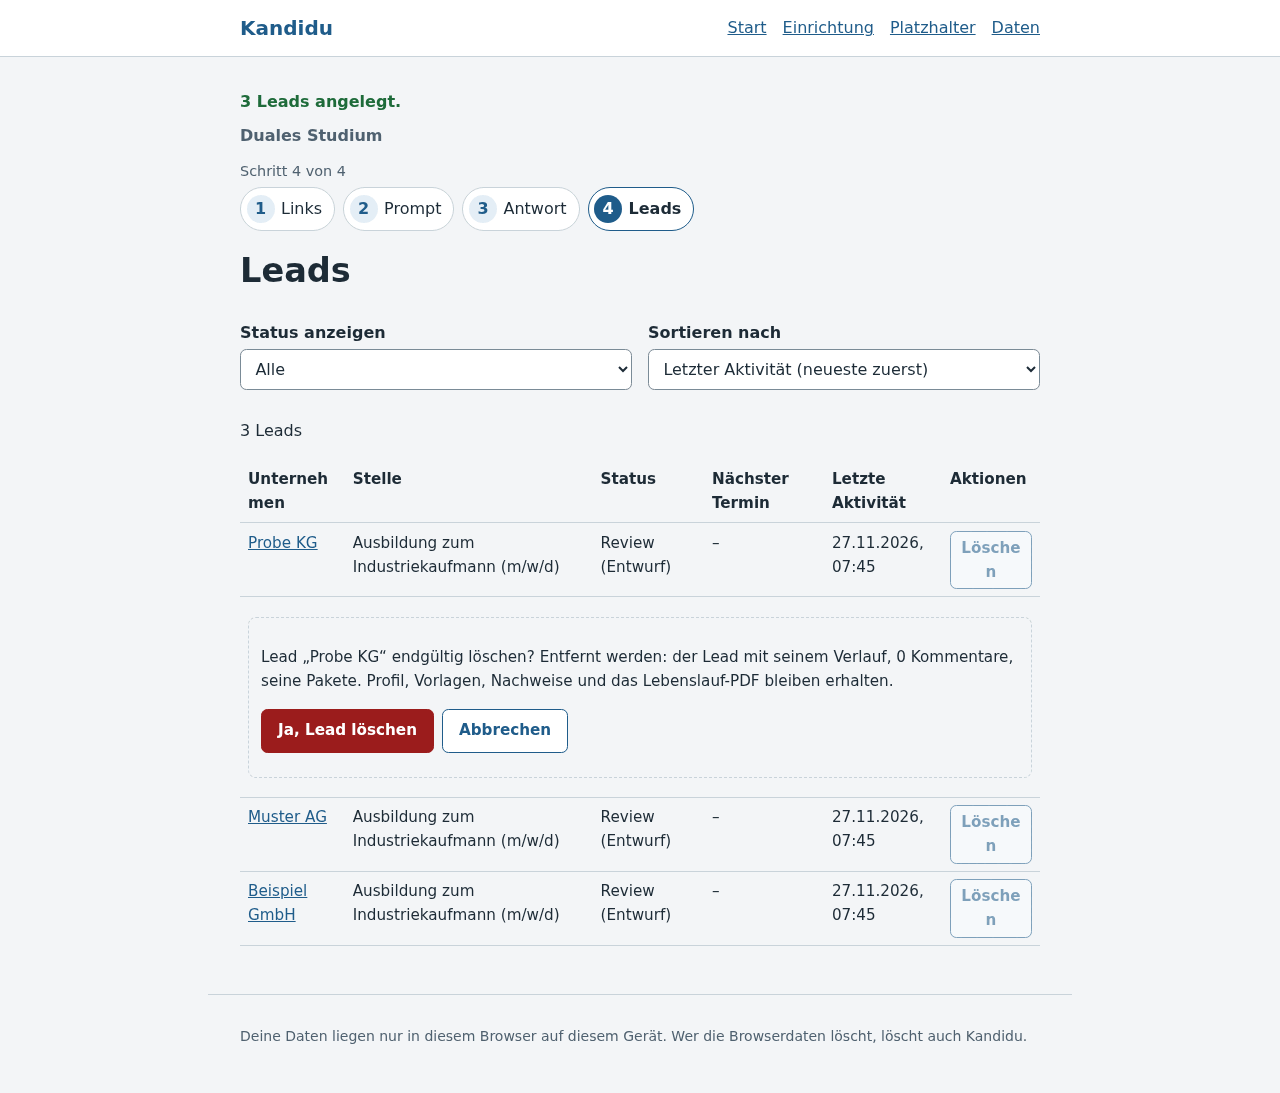 Kandidu
Start Einrichtung Platzhalter Daten
3 Leads angelegt.
Duales Studium
Schritt 4 von 4
1 Links 2 Prompt 3 Antwort 4 Leads
Leads
Status anzeigen Sortieren nach
Alle Letzter Aktivität (neueste zuerst)
3 Leads
Unterneh Stelle Status Nächster Letzte Aktionen
men Termin Aktivität
Probe KG Ausbildung zum Review – 27.11.2026, Lösche
Industriekaufmann (m/w/d) (Entwurf) 07:45 n
Lead „Probe KG“ endgültig löschen? Entfernt werden: der Lead mit seinem Verlauf, 0 Kommentare,
seine Pakete. Profil, Vorlagen, Nachweise und das Lebenslauf-PDF bleiben erhalten.
Ja, Lead löschen Abbrechen
Muster AG Ausbildung zum Review – 27.11.2026, Lösche
Industriekaufmann (m/w/d) (Entwurf) 07:45 n
Beispiel Ausbildung zum Review – 27.11.2026, Lösche
GmbH Industriekaufmann (m/w/d) (Entwurf) 07:45 n
Deine Daten liegen nur in diesem Browser auf diesem Gerät. Wer die Browserdaten löscht, löscht auch Kandidu.